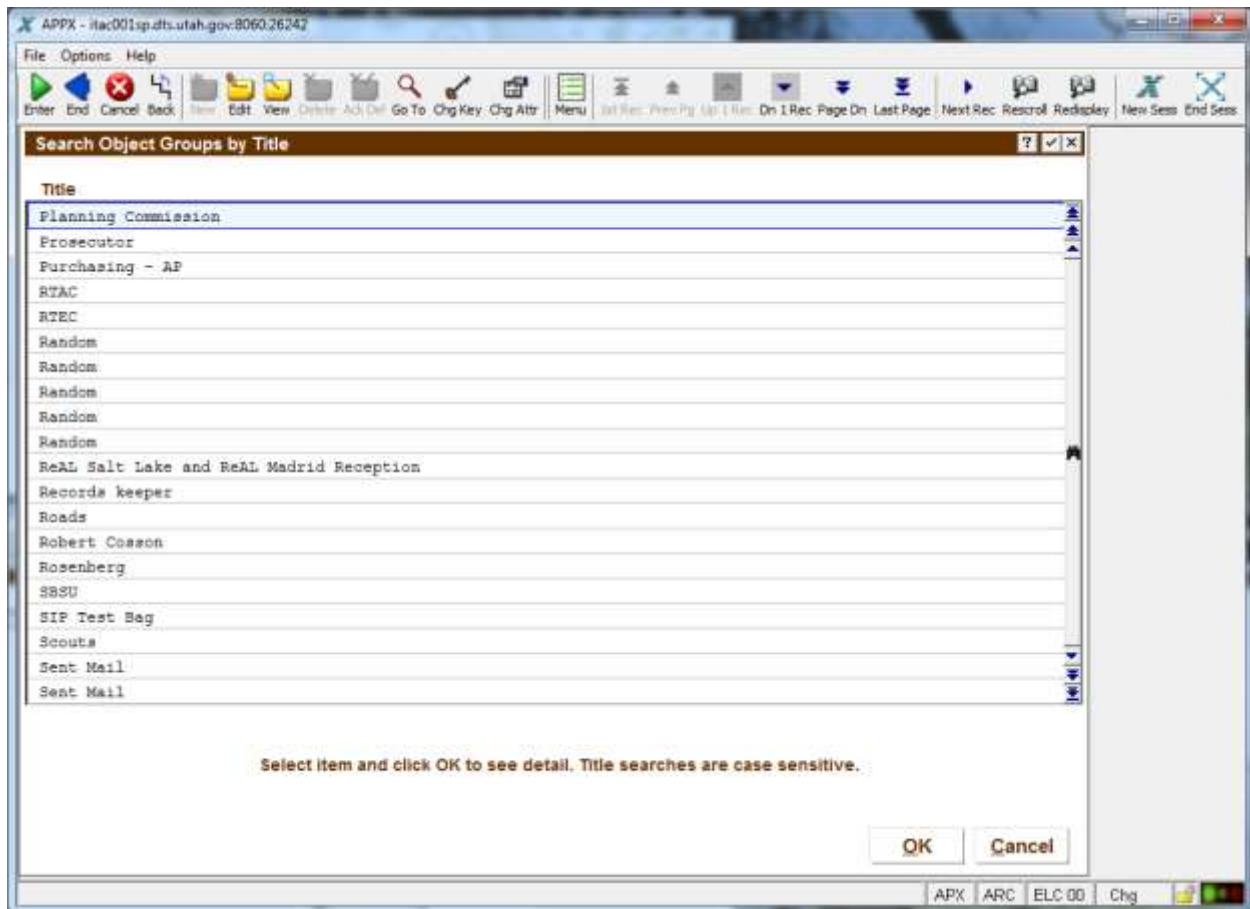 APPX - itac001sp.dts.utah.gov:8060:26242
File Options Help
Enter End Cancel Back New Edit View Delete Ack Del Go To Chg Key Chg Attr Menu 1st Rec Prev Pg Up 1 Rec Dn 1 Rec Page Dn Last Page Next Rec Rescroll Redisplay New Sess End Sess
Search Object Groups by Title
Title
Planning Commission
Prosecutor
Purchasing - AP
RTAC
RTEC
Random
Random
Random
Random
Random
ReAL Salt Lake and ReAL Madrid Reception
Records keeper
Roads
Robert Cosson
Rosenberg
SBSU
SIP Test Bag
Scouts
Sent Mail
Sent Mail
Select item and click OK to see detail. Title searches are case sensitive.
OK Cancel
APX ARC ELC 00 Chg